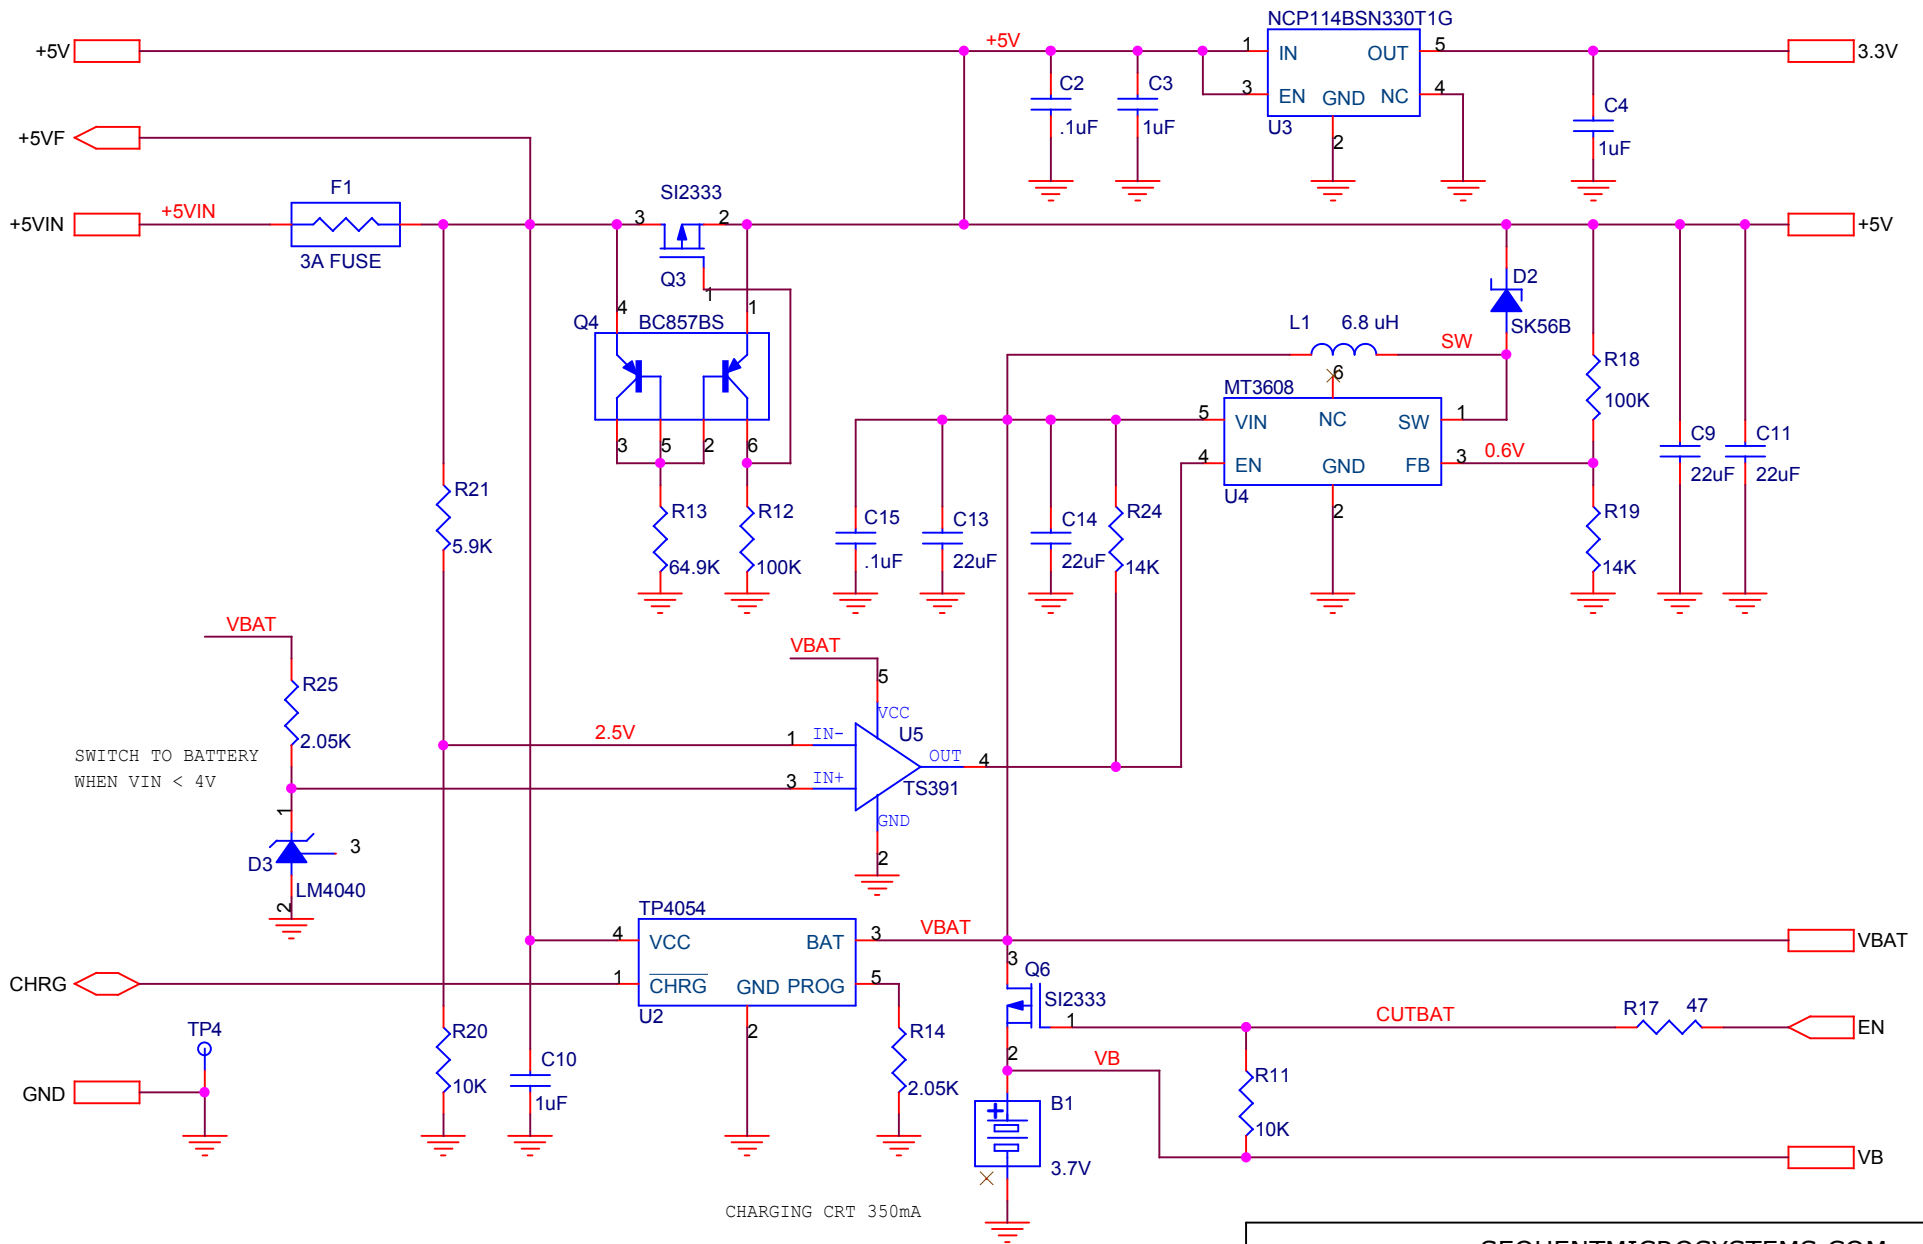 NCP114BSN330T1G
+5V
+5V
1
IN
OUT
5
3.3V
C2
C3
3
EN
GND
NC
4
C4
.1uF
1uF
U3
2
1uF
+5VF
F1
SI2333
+5VIN
+5VIN
3
2
+5V
3A FUSE
Q3
1
D2
4
1
Q4
BC857BS
L1
6.8 uH
SW
SK56B
6
MT3608
R18
100K
5
VIN
NC
SW
1
3
5
2
6
C9
C11
4
EN
GND
FB
3
0.6V
22uF
22uF
U4
R21
5.9K
R13
R12
C15
C13
C14
R24
2
R19
64.9K
100K
.1uF
22uF
22uF
14K
14K
VBAT
VBAT
5
R25
VCC
2.05K
2.5V
1
IN-
U5
SWITCH TO BATTERY
WHEN VIN < 4V
OUT
4
3
IN+
TS391
1
GND
3
D3
2
LM4040
2
TP4054
4
VCC
BAT
3
VBAT
VBAT
3
Q6
CHRG
1
CHRG
GND
PROG
5
SI2333
U2
1
CUTBAT
R17
47
EN
TP4
R20
2
R14
2
VB
C10
R11
GND
10K
2.05K
B1
1uF
10K
3.7V
VB
CHARGING CRT 350mA